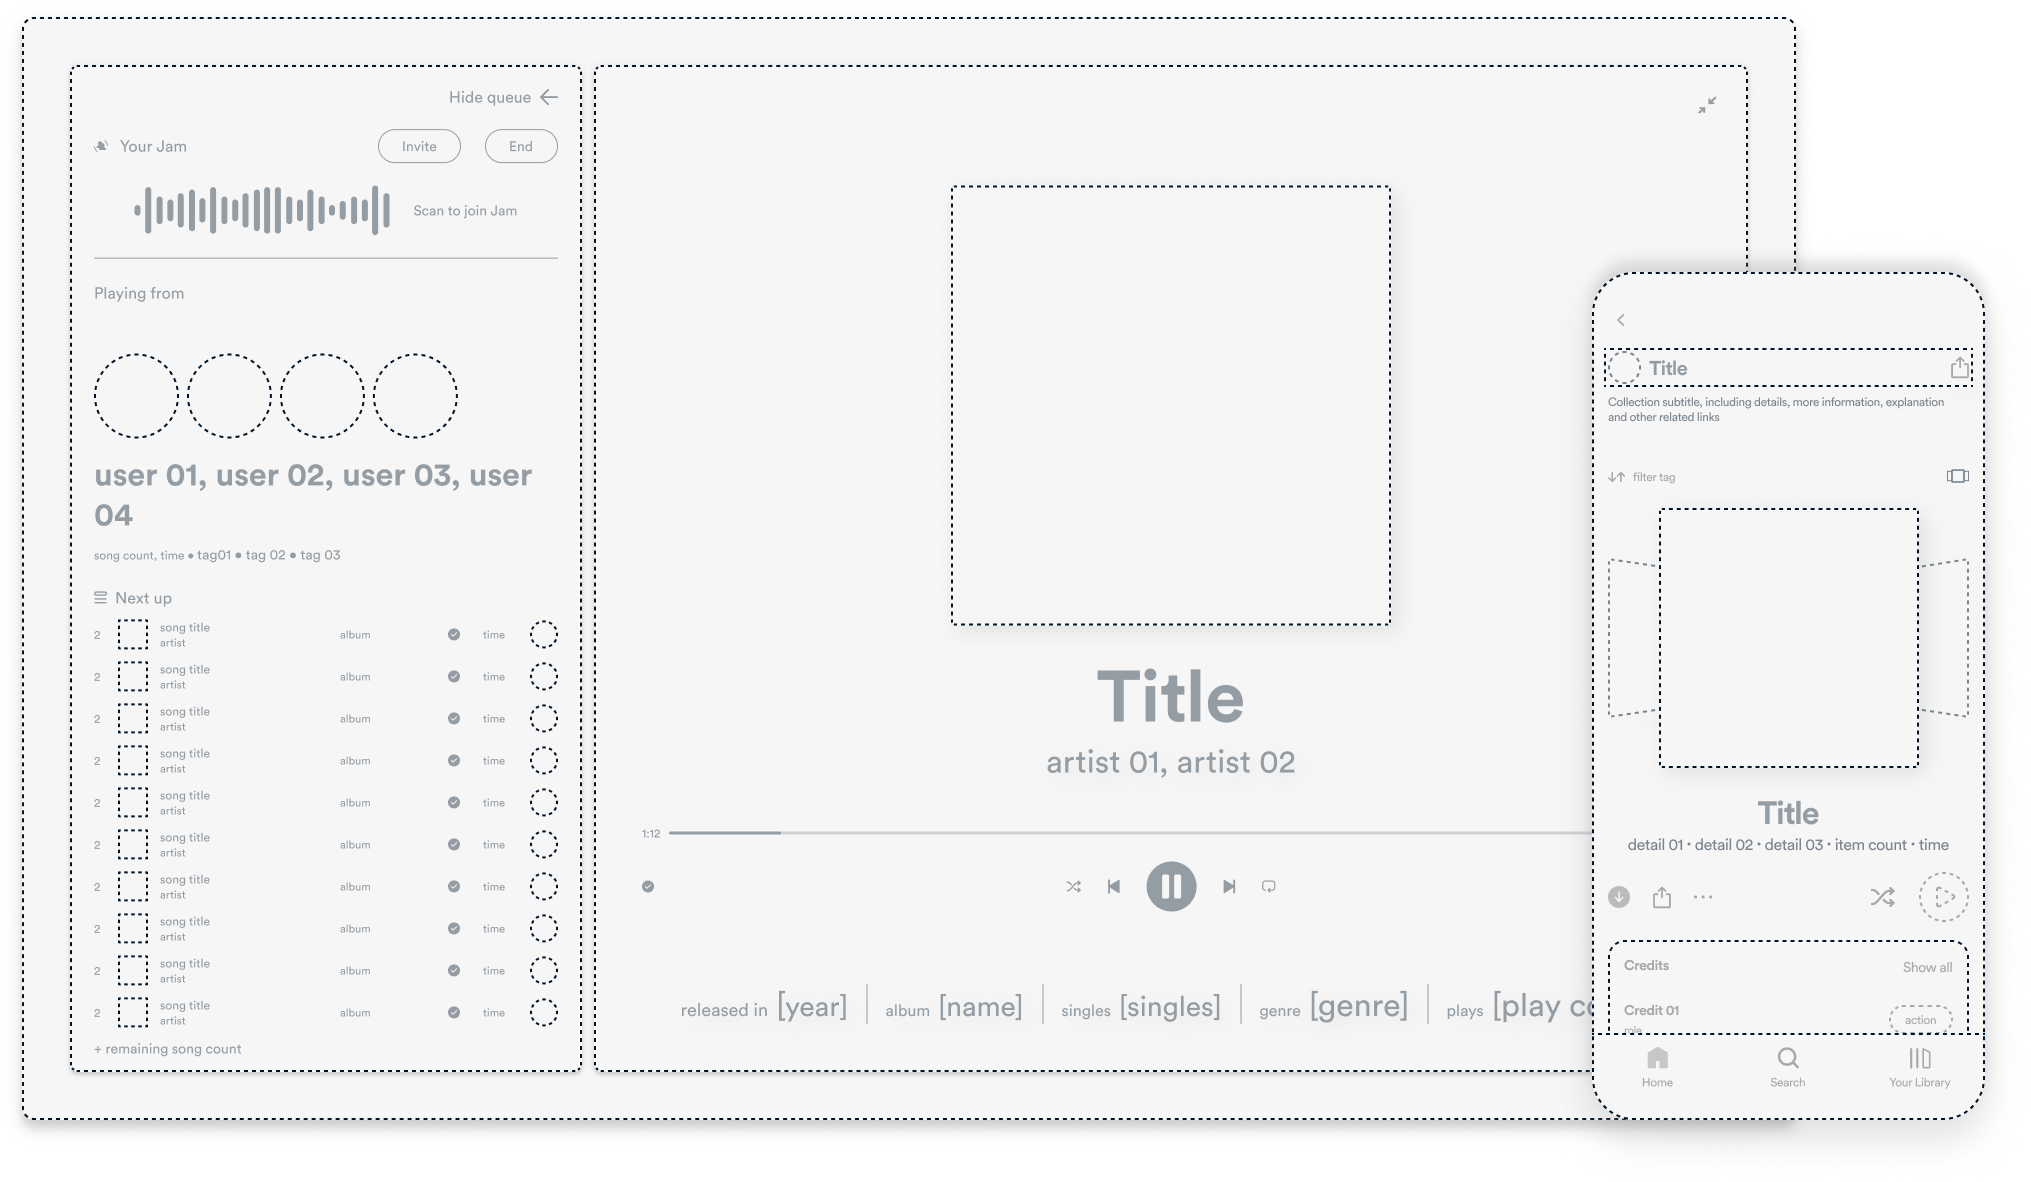 Hide queue
Your Jam
Invite
End
Scan to join Jam
Playing from
user 01, user 02, user 03, user
04
song count, time • tag01 • tag 02 • tag 03
Next up
2 song title album time
artist
2 song title album time
artist
2 song title album time
artist
2 song title album time
artist
2 song title album time
artist
2 song title album time
artist
2 song title album time
artist
2 song title album time
artist
2 song title album time
artist
2 song title album time
artist
+ remaining song count
Title
artist 01, artist 02
1:12
released in [year] album [name] singles [singles] genre [genre] plays [play co
Title
Collection subtitle, including details, more information, explanation
and other related links
filter tag
Title
detail 01 • detail 02 • detail 03 • item count • time
Credits Show all
Credit 01
role
action
Home Search Your Library